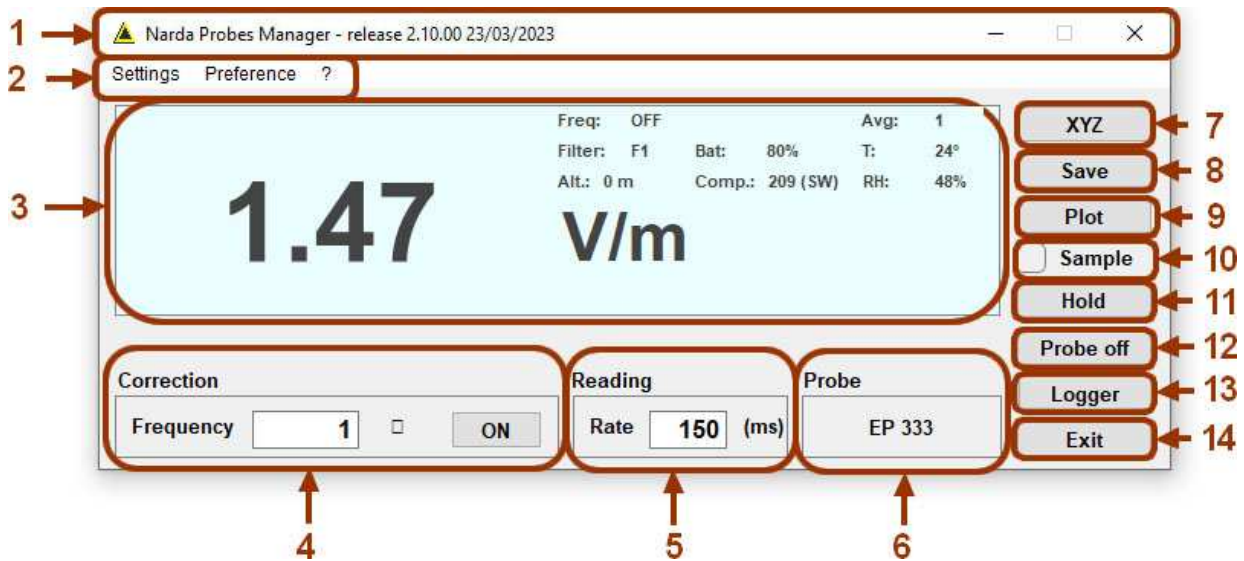 1
Narda Probes Manager - release 2.10.00 23/03/2023
2
Settings Preference ?
3
1.47 V/m
Freq: OFF Avg: 1
Filter: F1 Bat: 80% T: 24°
Alt.: 0 m Comp.: 209 (SW) RH: 48%
XYZ 7
Save 8
Plot 9
Sample 10
Hold 11
Probe off 12
Logger 13
Exit 14
Correction
Frequency 1 ON
Reading
Rate 150 (ms)
Probe
EP 333
4 5 6